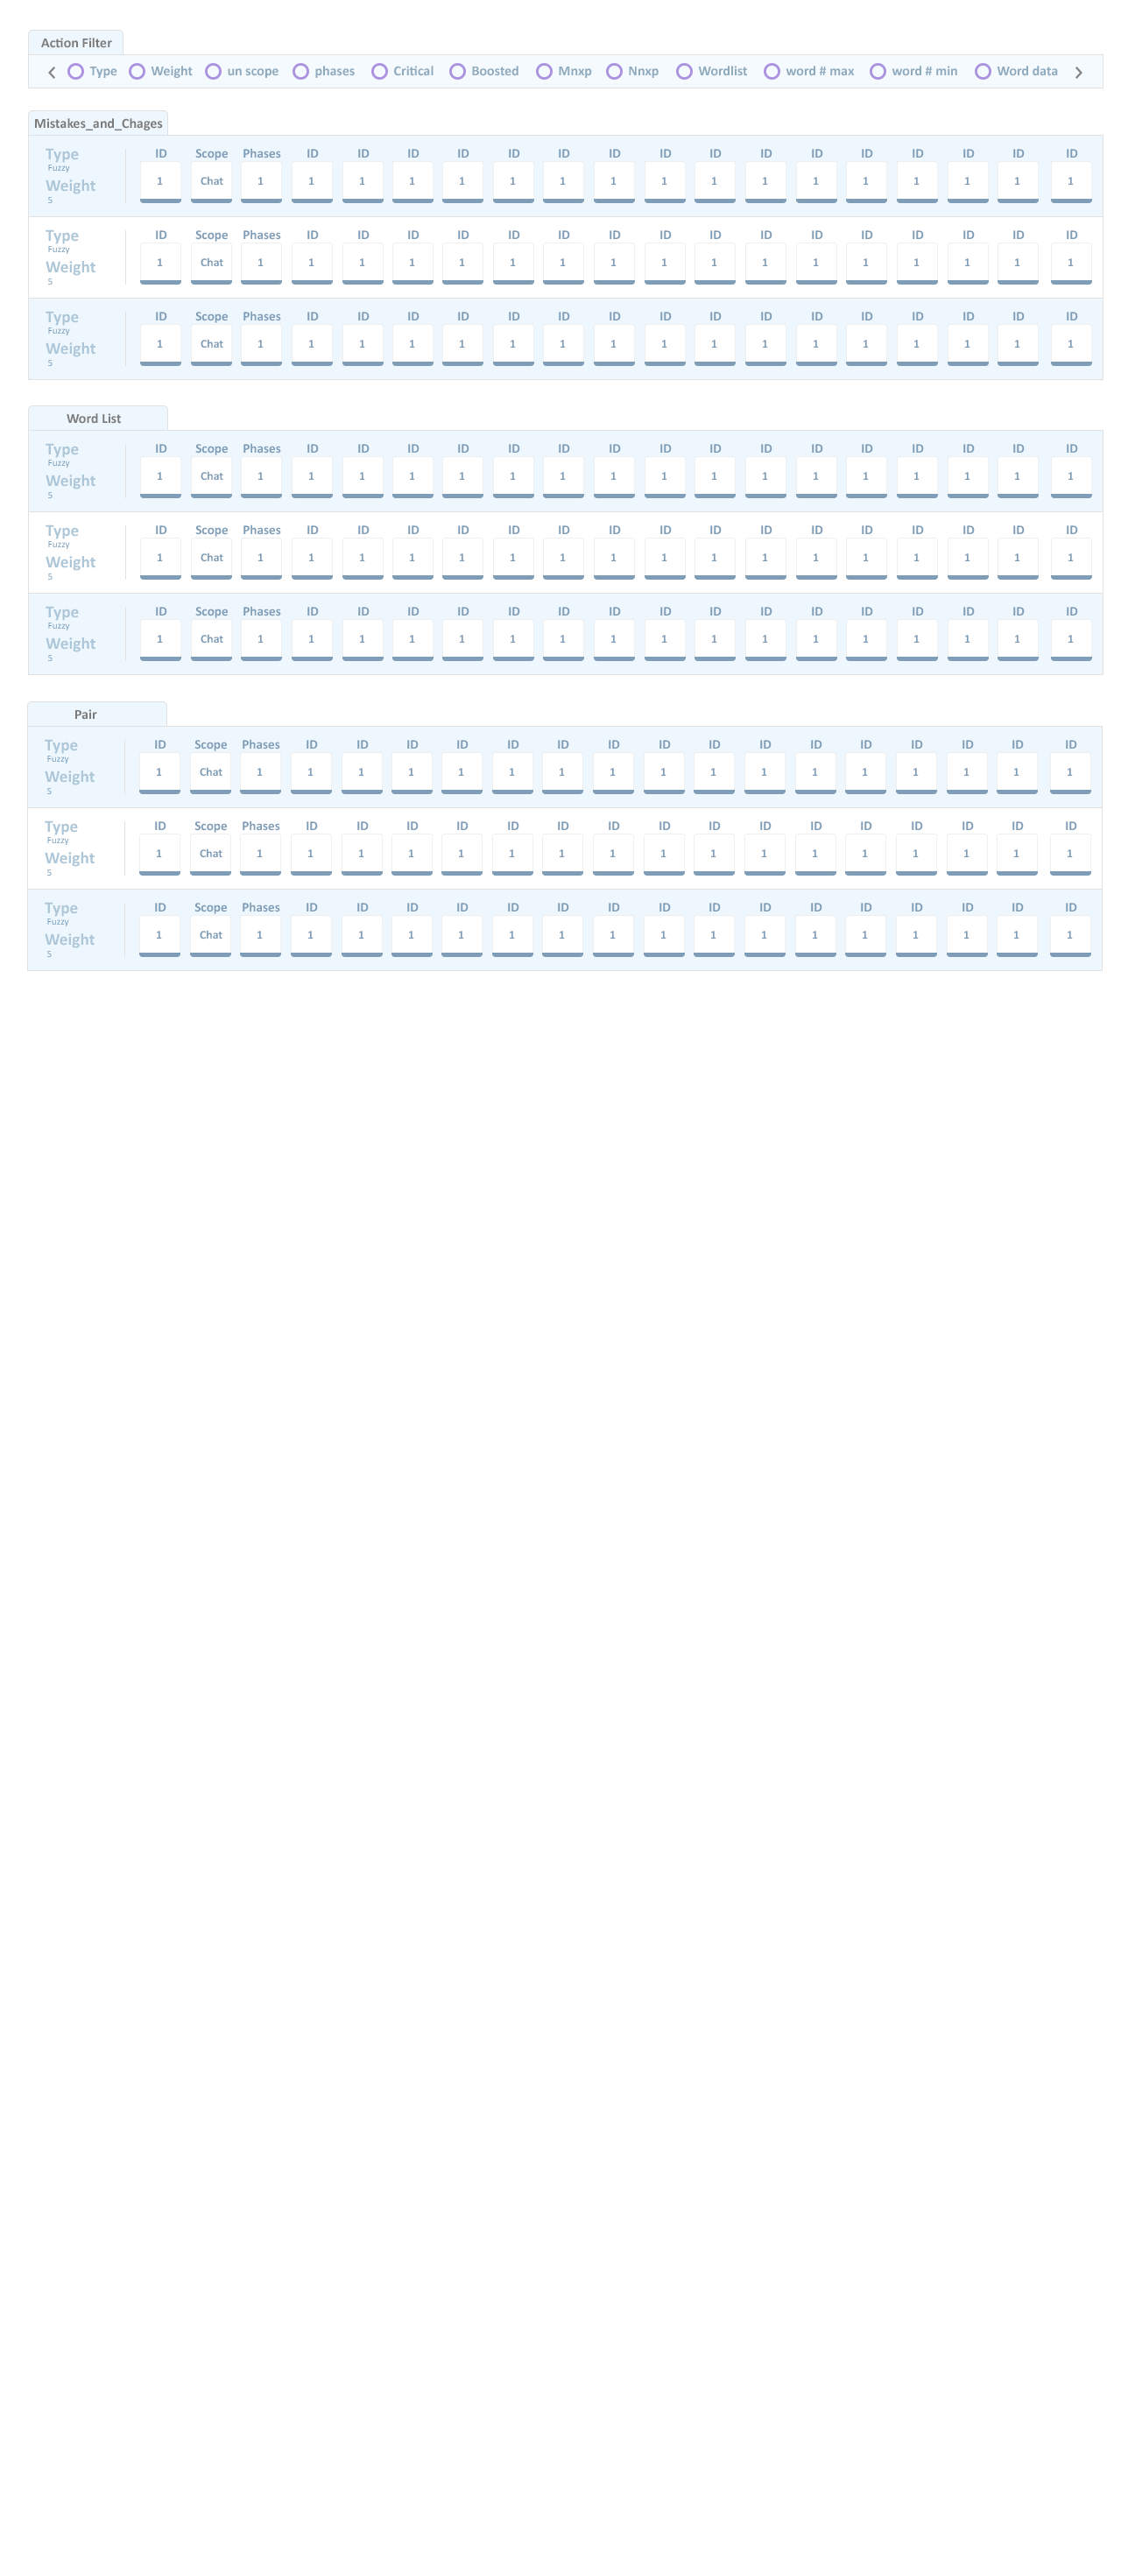 Action Filter
Type Weight un scope phases Critical Boosted Mnxp Nnxp Wordlist word # max word # min Word data
Mistakes_and_Chages
Type ID Scope Phases ID ID ID ID ID ID ID ID ID ID ID ID ID ID ID ID
Fuzzy
Weight 1 Chat 1 1 1 1 1 1 1 1 1 1 1 1 1 1 1 1 1
5
Type ID Scope Phases ID ID ID ID ID ID ID ID ID ID ID ID ID ID ID ID
Fuzzy
Weight 1 Chat 1 1 1 1 1 1 1 1 1 1 1 1 1 1 1 1 1
5
Type ID Scope Phases ID ID ID ID ID ID ID ID ID ID ID ID ID ID ID ID
Fuzzy
Weight 1 Chat 1 1 1 1 1 1 1 1 1 1 1 1 1 1 1 1 1
5
Word List
Type ID Scope Phases ID ID ID ID ID ID ID ID ID ID ID ID ID ID ID ID
Fuzzy
Weight 1 Chat 1 1 1 1 1 1 1 1 1 1 1 1 1 1 1 1 1
5
Type ID Scope Phases ID ID ID ID ID ID ID ID ID ID ID ID ID ID ID ID
Fuzzy
Weight 1 Chat 1 1 1 1 1 1 1 1 1 1 1 1 1 1 1 1 1
5
Type ID Scope Phases ID ID ID ID ID ID ID ID ID ID ID ID ID ID ID ID
Fuzzy
Weight 1 Chat 1 1 1 1 1 1 1 1 1 1 1 1 1 1 1 1 1
5
Pair
Type ID Scope Phases ID ID ID ID ID ID ID ID ID ID ID ID ID ID ID ID
Fuzzy
Weight 1 Chat 1 1 1 1 1 1 1 1 1 1 1 1 1 1 1 1 1
5
Type ID Scope Phases ID ID ID ID ID ID ID ID ID ID ID ID ID ID ID ID
Fuzzy
Weight 1 Chat 1 1 1 1 1 1 1 1 1 1 1 1 1 1 1 1 1
5
Type ID Scope Phases ID ID ID ID ID ID ID ID ID ID ID ID ID ID ID ID
Fuzzy
Weight 1 Chat 1 1 1 1 1 1 1 1 1 1 1 1 1 1 1 1 1
5